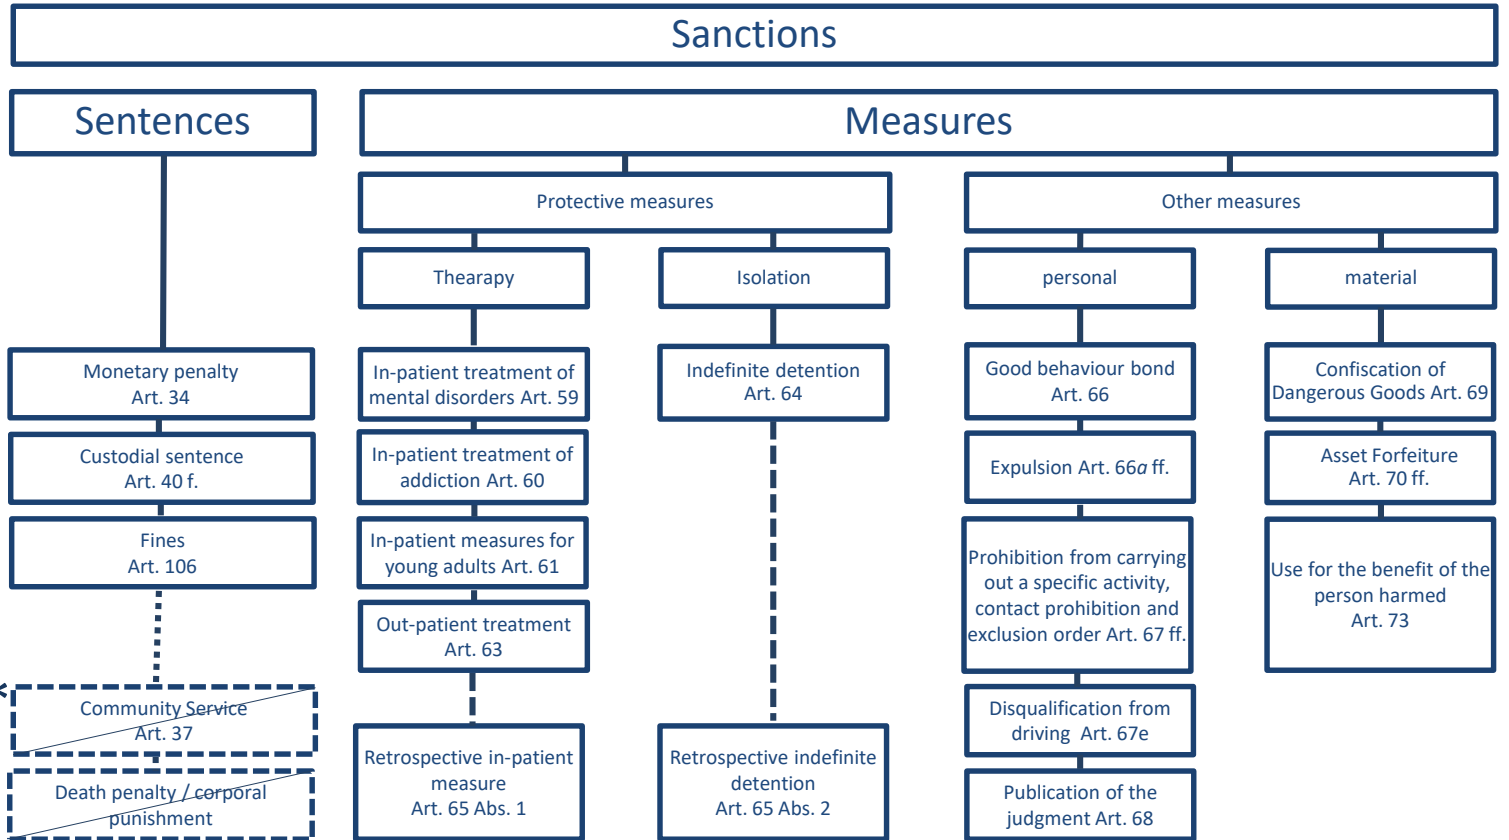 Sanctions
Sentences
Measures
Protective measures
Other measures
Thearapy
Isolation
personal
material
Monetary penalty
Art. 34
Custodial sentence
Art. 40 f.
Fines
Art. 106
Community Service
Art. 37
Death penalty / corporal
punishment
In-patient treatment of
mental disorders Art. 59
In-patient treatment of
addiction Art. 60
In-patient measures for
young adults Art. 61
Out-patient treatment
Art. 63
Retrospective in-patient
measure
Art. 65 Abs. 1
Indefinite detention
Art. 64
Retrospective indefinite
detention
Art. 65 Abs. 2
Good behaviour bond
Art. 66
Expulsion Art. 66a ff.
Prohibition from carrying
out a specific activity,
contact prohibition and
exclusion order Art. 67 ff.
Disqualification from
driving Art. 67e
Publication of the
judgment Art. 68
Confiscation of
Dangerous Goods Art. 69
Asset Forfeiture
Art. 70 ff.
Use for the benefit of the
person harmed
Art. 73